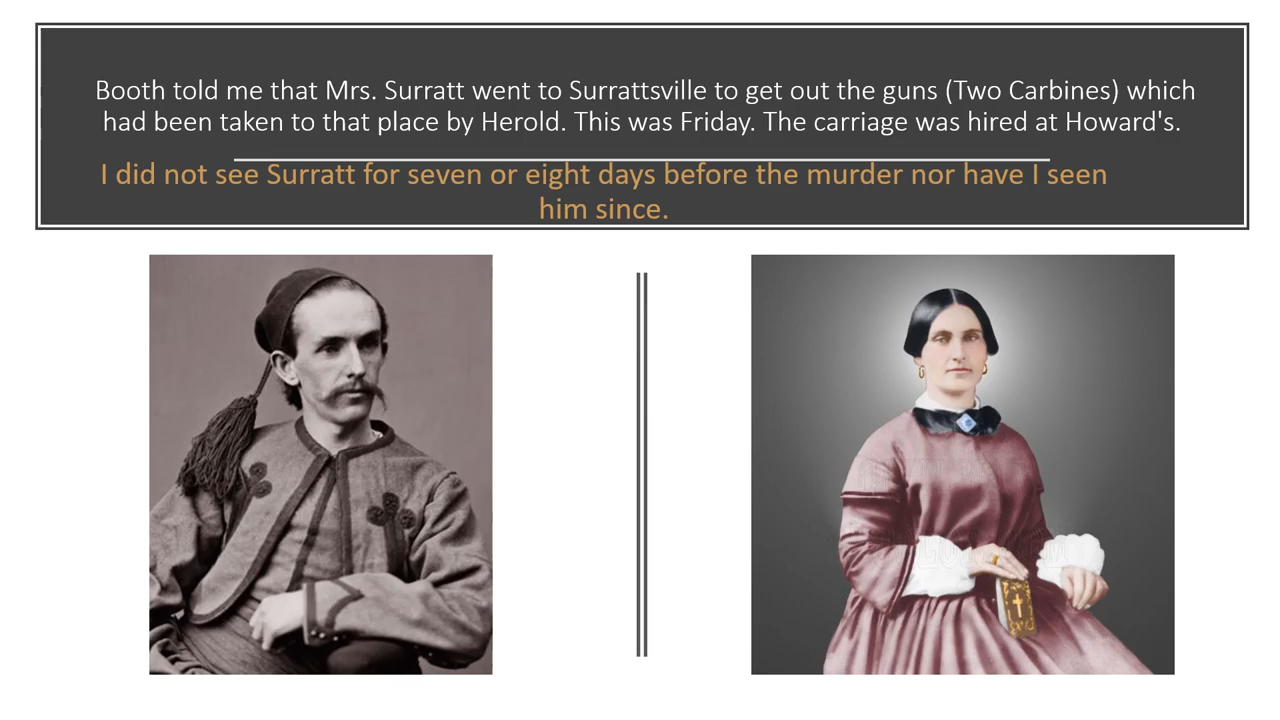 Booth told me that Mrs. Surratt went to Surrattsville to get out the guns (Two Carbines) which
had been taken to that place by Herold. This was Friday. The carriage was hired at Howard's.
I did not see Surratt for seven or eight days before the murder nor have I seen
him since.